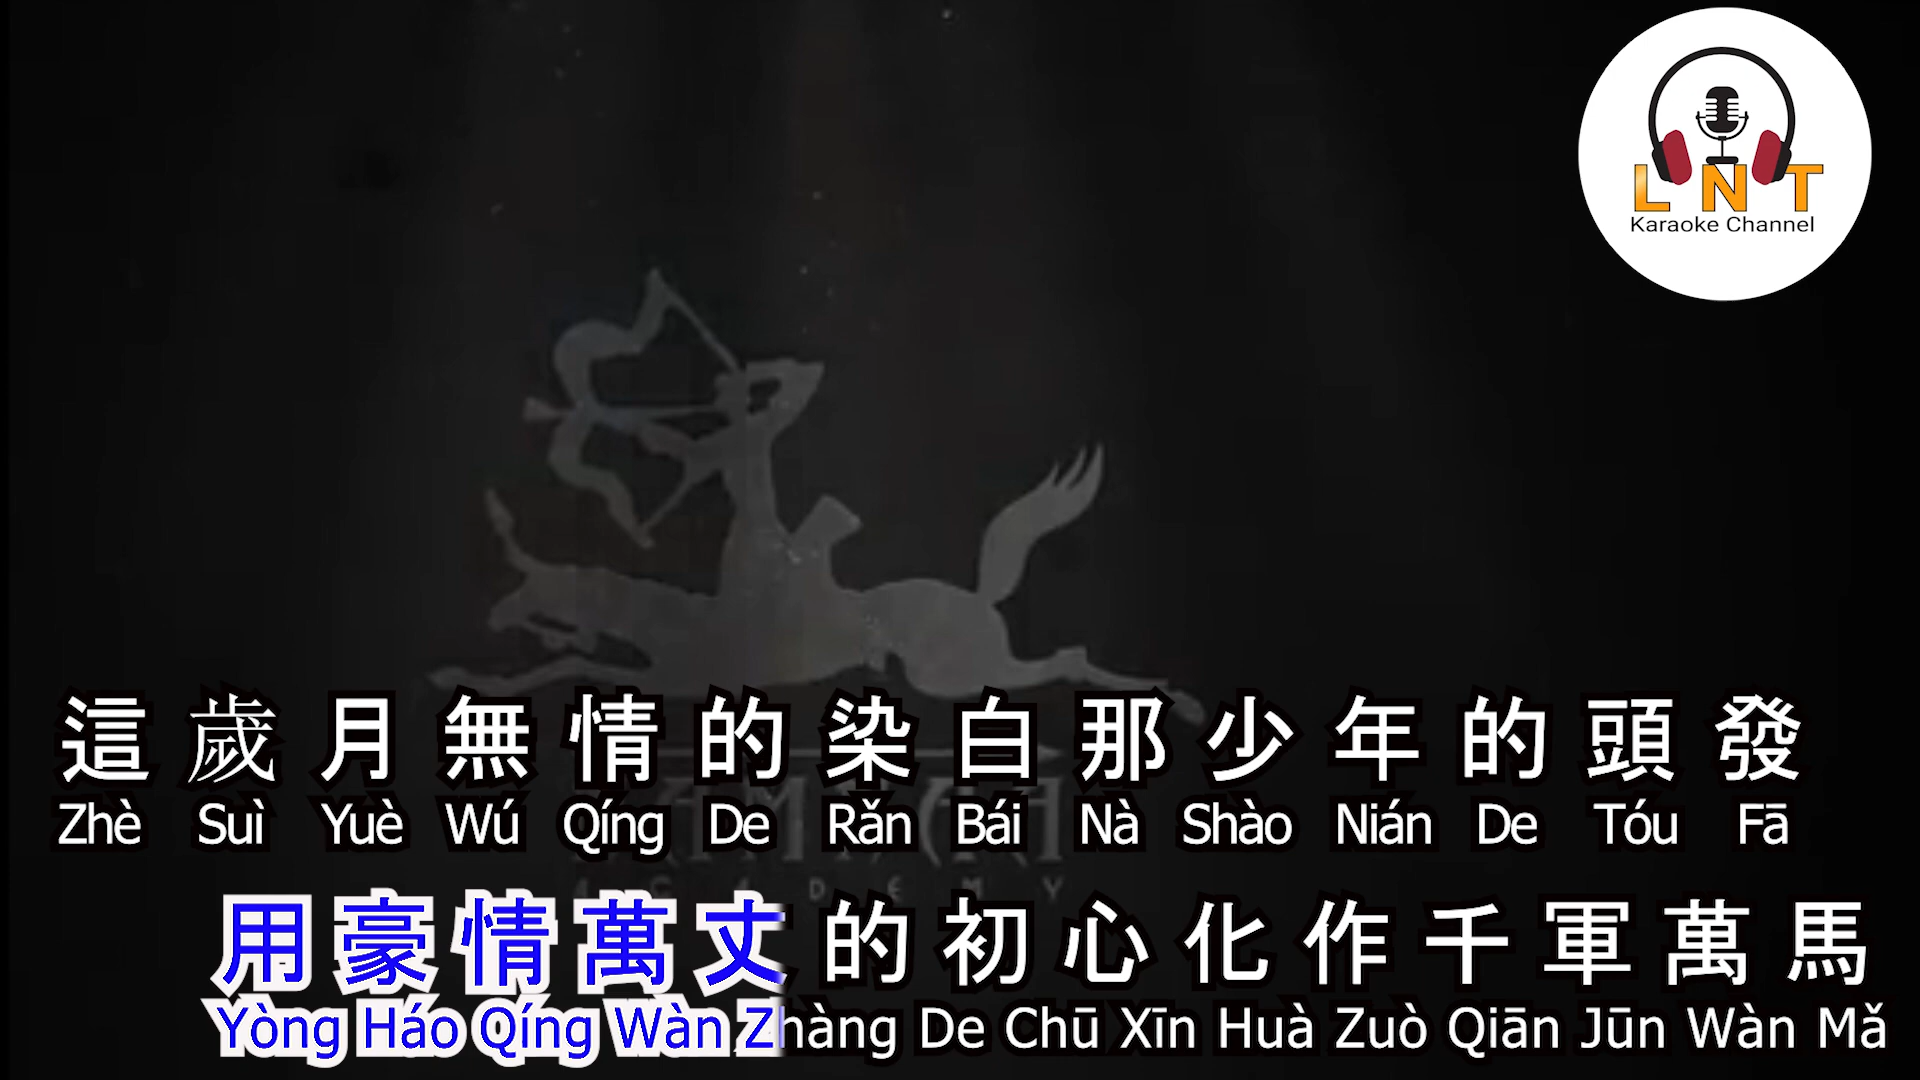 L N T
Karaoke Channel
這歲月無情的染白那少年的頭發
Zhè Suì Yuè Wú Qíng De Rǎn Bái Nà Shào Nián De Tóu Fā
ACADEMY
用豪情萬丈的初心化作千軍萬馬
Yòng Háo Qíng Wàn Zhàng De Chū Xīn Huà Zuò Qiān Jūn Wàn Mǎ